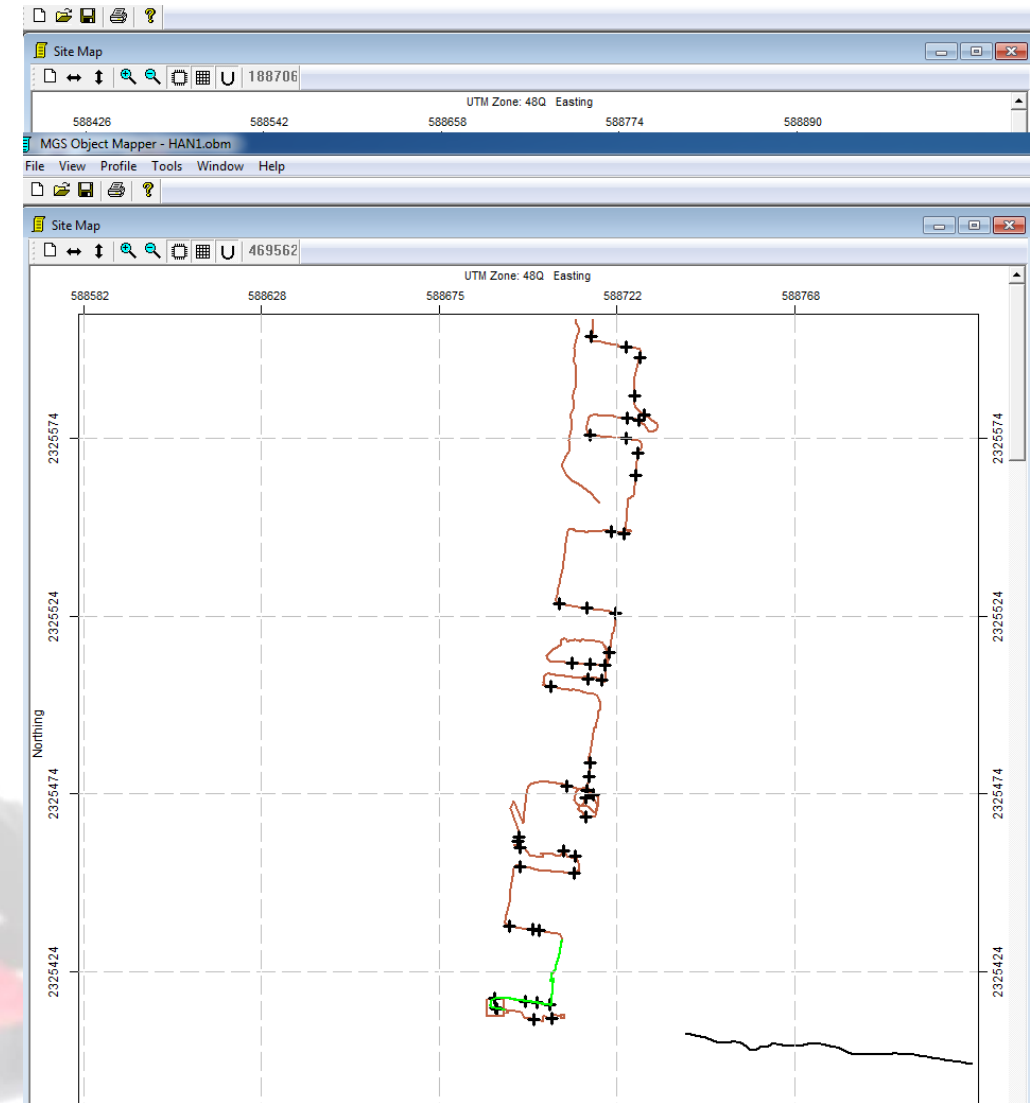 Site Map
188706
UTM Zone: 48Q Easting
588426 588542 588658 588774 588890
MGS Object Mapper - HAN1.obm
File View Profile Tools Window Help
Site Map
469562
UTM Zone: 48Q Easting
588582 588628 588675 588722 588768
2325574 2325574
2325524 2325524
Northing
2325474 2325474
2325424 2325424